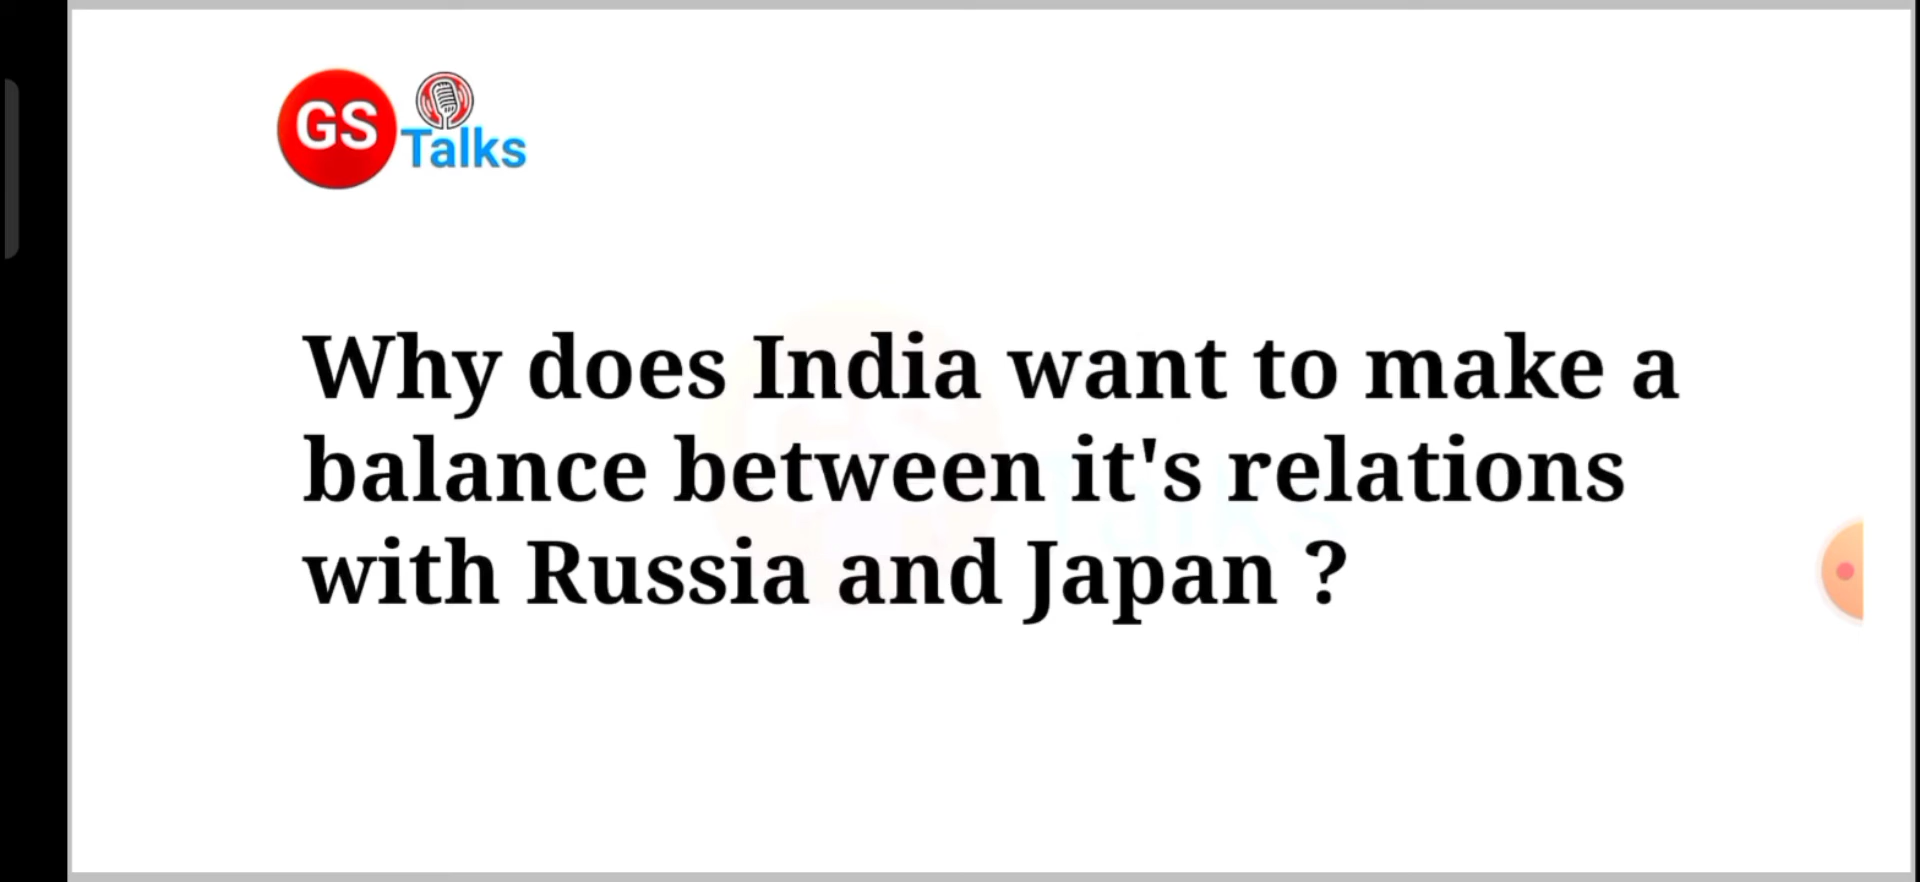 GS
Talks
Why does India want to make a
balance between it's relations
with Russia and Japan ?